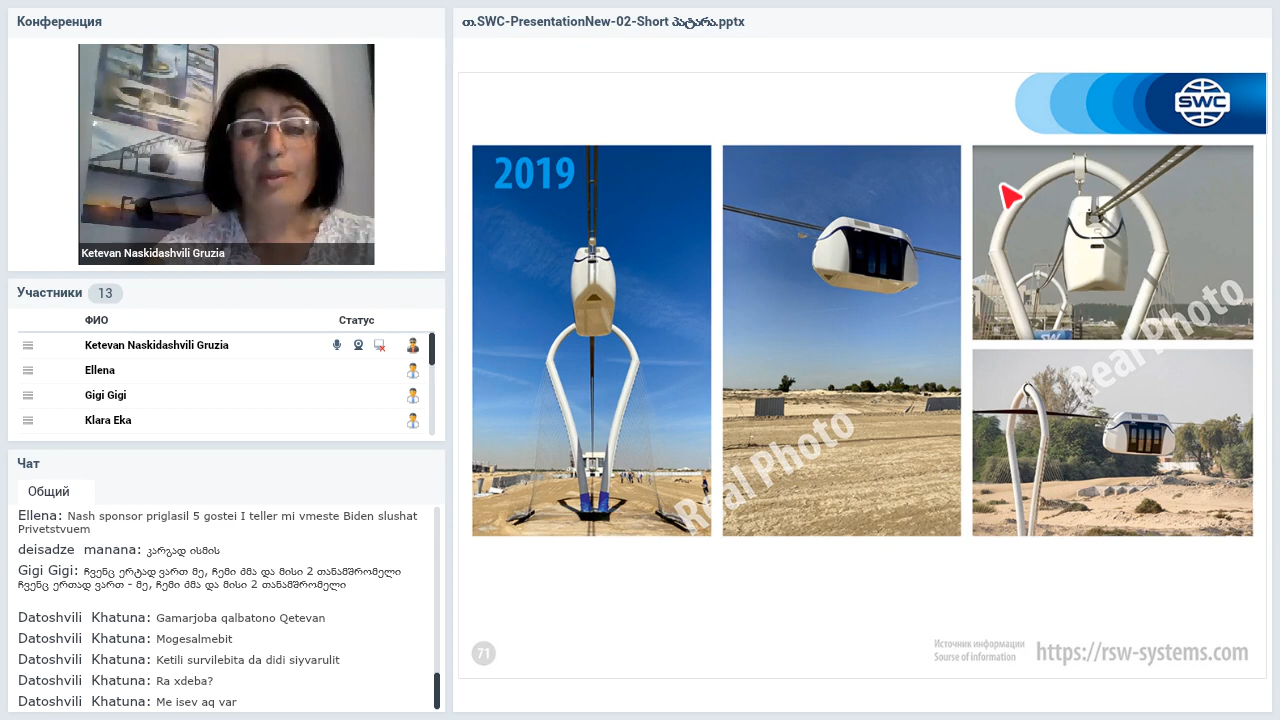 Конференция
Ketevan Naskidashvili Gruzia
Участники 13
ФИО Статус
Ketevan Naskidashvili Gruzia
Ellena
Gigi Gigi
Klara Eka
Чат
Общий
Ellena: Nash sponsor priglasil 5 gostei I teller mi vmeste Biden slushat
Privetstvuem
deisadze manana: კარგად ისმის
Gigi Gigi: ჩვენც ერტად ვართ მე, ჩემი ძმა და მისი 2 თანამშრომელი
ჩვენც ერთად ვართ - მე, ჩემი ძმა და მისი 2 თანამშრომელი
Datoshvili Khatuna: Gamarjoba qalbatono Qetevan
Datoshvili Khatuna: Mogesalmebit
Datoshvili Khatuna: Ketili survilebita da didi siyvarulit
Datoshvili Khatuna: Ra xdeba?
Datoshvili Khatuna: Me isev aq var
თ.SWC-PresentationNew-02-Short პატარა.pptx
SWC
2019
Real Photo
Real Photo
71
Источник информации
Sourse of information
https://rsw-systems.com